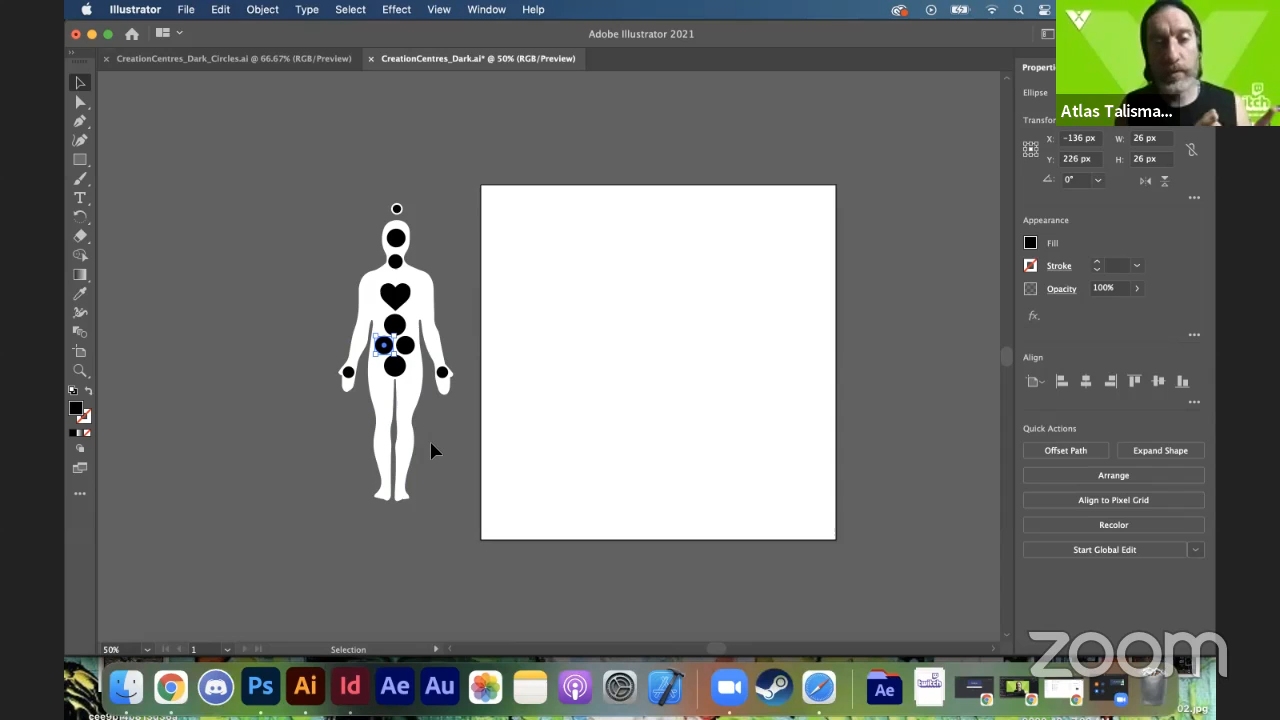 Illustrator File Edit Object Type Select Effect View Window Help
Adobe Illustrator 2021
CreationCentres_Dark_Circles.ai @ 66.67% (RGB/Preview)
CreationCentres_Dark.ai* @ 50% (RGB/Preview)
Atlas Talisma...
Ellipse
X: -136 px W: 26 px
Y: 226 px H: 26 px
0°
Appearance
Fill
Stroke
Opacity 100%
fx.
Align
Quick Actions
Offset Path Expand Shape
Arrange
Align to Pixel Grid
Recolor
Start Global Edit
50% 1 Selection
zoom
Ps Ai Id Ae Au Ae
02.jpg